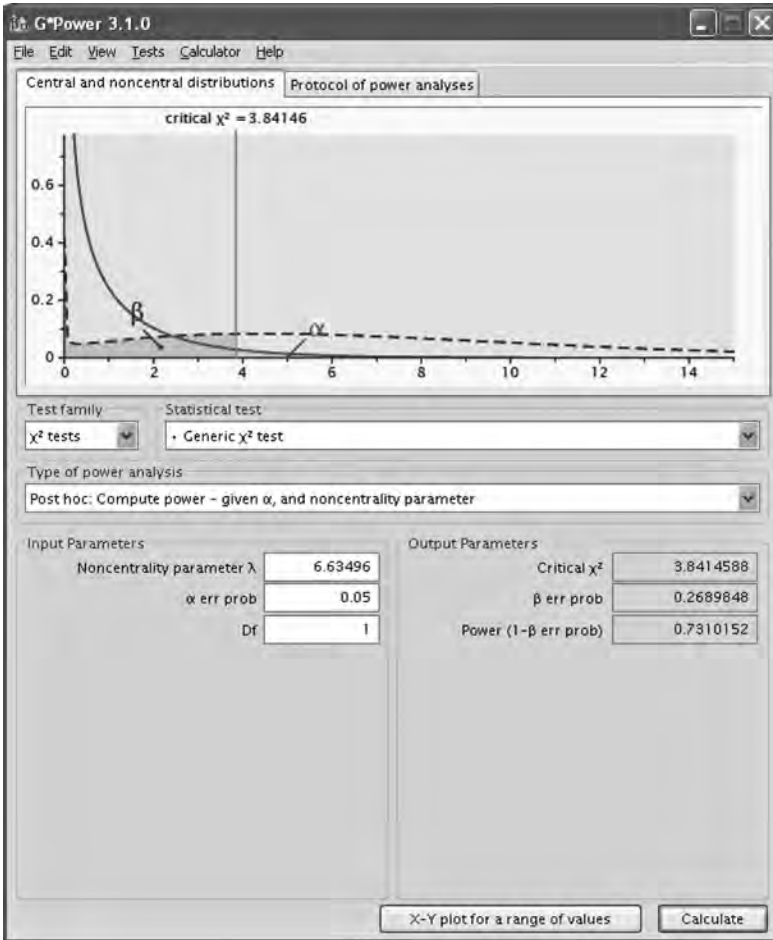 G*Power 3.1.0
File Edit View Tests Calculator Help
Central and noncentral distributions Protocol of power analyses
critical χ² = 3.84146
0.6
0.4
0.2
0
β
α
0 2 4 6 8 10 12 14
Test family Statistical test
χ² tests · Generic χ² test
Type of power analysis
Post hoc: Compute power – given α, and noncentrality parameter
Input Parameters Output Parameters
Noncentrality parameter λ 6.63496 Critical χ² 3.8414588
α err prob 0.05 β err prob 0.2689848
Df 1 Power (1-β err prob) 0.7310152
X-Y plot for a range of values Calculate